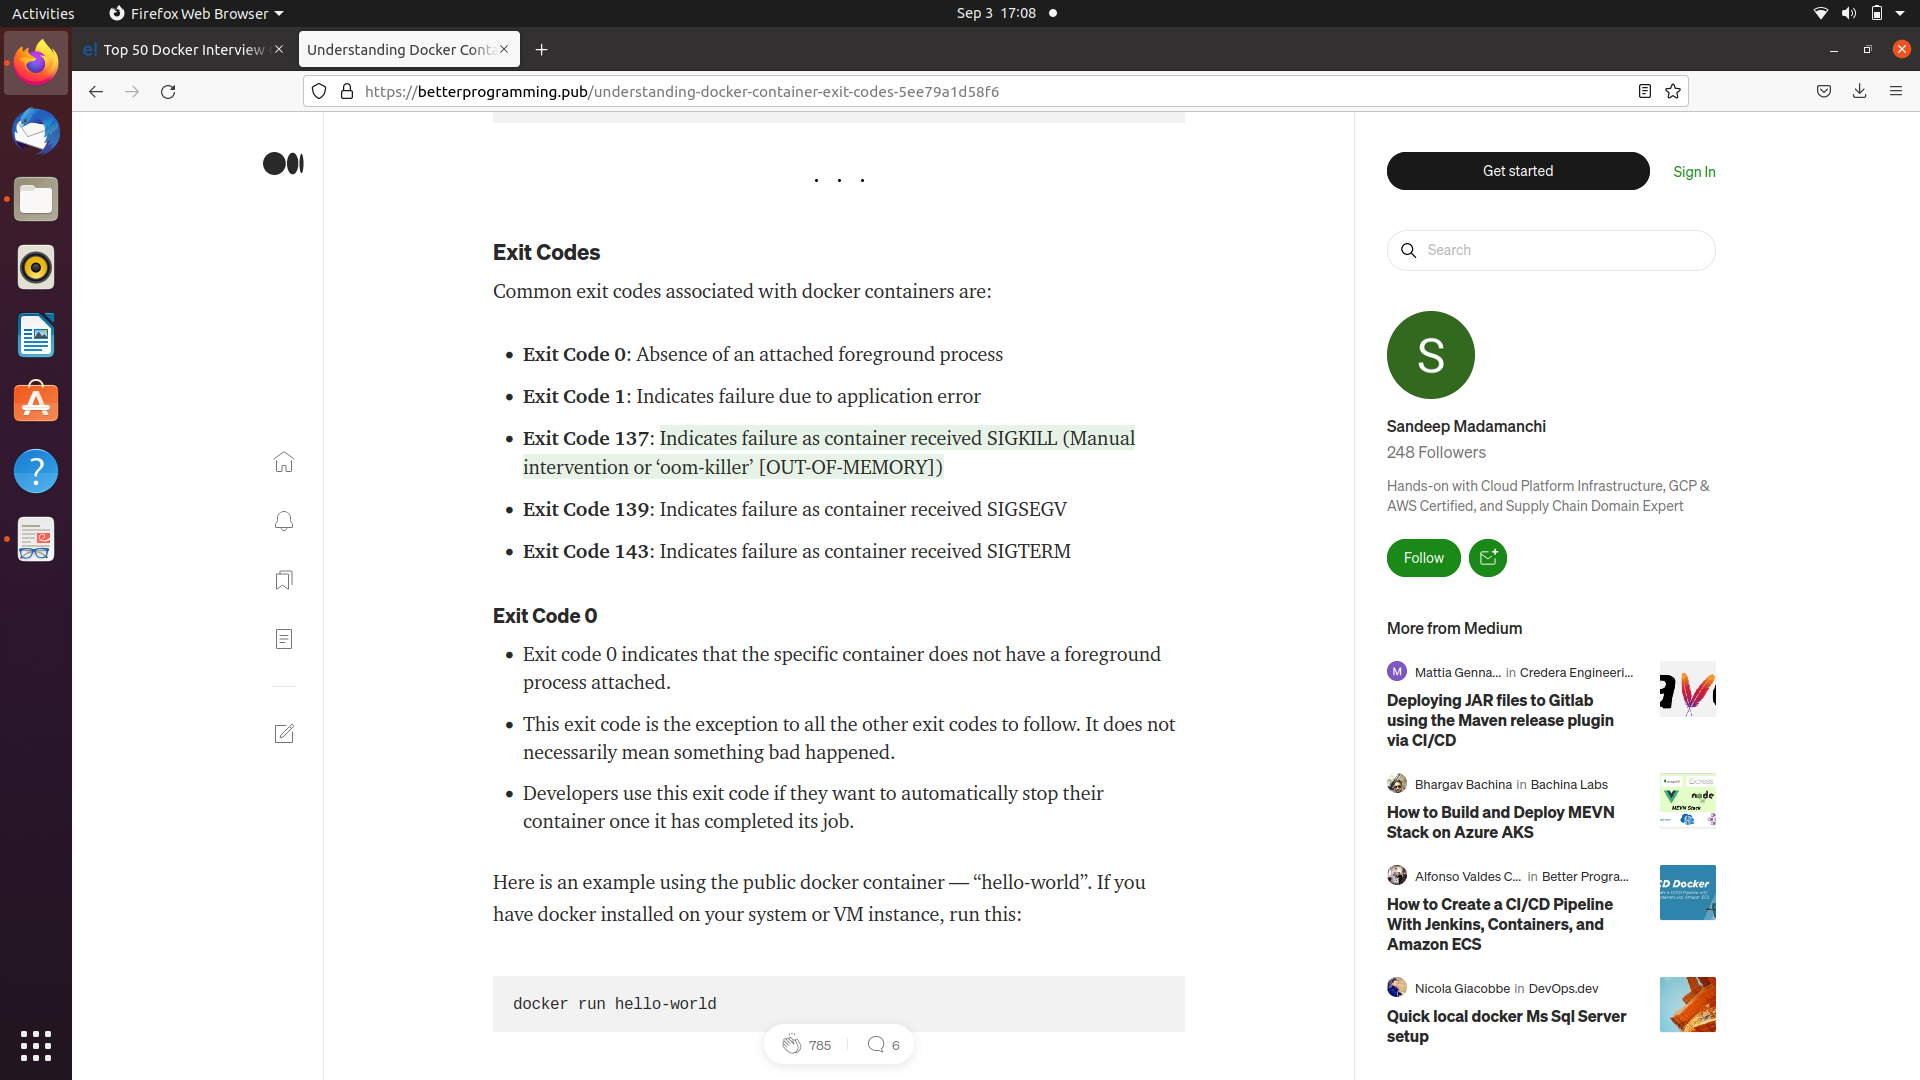 Activities
Firefox Web Browser
Sep 3 17:08
e! Top 50 Docker Interview
Understanding Docker Conta
https://betterprogramming.pub/understanding-docker-container-exit-codes-5ee79a1d58f6
. . .
Exit Codes
Common exit codes associated with docker containers are:
• Exit Code 0: Absence of an attached foreground process
• Exit Code 1: Indicates failure due to application error
• Exit Code 137: Indicates failure as container received SIGKILL (Manual
intervention or ‘oom-killer’ [OUT-OF-MEMORY])
• Exit Code 139: Indicates failure as container received SIGSEGV
• Exit Code 143: Indicates failure as container received SIGTERM
Exit Code 0
• Exit code 0 indicates that the specific container does not have a foreground
process attached.
• This exit code is the exception to all the other exit codes to follow. It does not
necessarily mean something bad happened.
• Developers use this exit code if they want to automatically stop their
container once it has completed its job.
Here is an example using the public docker container — “hello-world”. If you
have docker installed on your system or VM instance, run this:
docker run hello-world
785
6
Get started
Sign In
Search
S
Sandeep Madamanchi
248 Followers
Hands-on with Cloud Platform Infrastructure, GCP &
AWS Certified, and Supply Chain Domain Expert
Follow
More from Medium
M Mattia Genna... in Credera Engineeri...
Deploying JAR files to Gitlab
using the Maven release plugin
via CI/CD
Bhargav Bachina in Bachina Labs
How to Build and Deploy MEVN
Stack on Azure AKS
node
MEVN Stack
Alfonso Valdes C... in Better Progra...
How to Create a CI/CD Pipeline
With Jenkins, Containers, and
Amazon ECS
CD Docker
Nicola Giacobbe in DevOps.dev
Quick local docker Ms Sql Server
setup